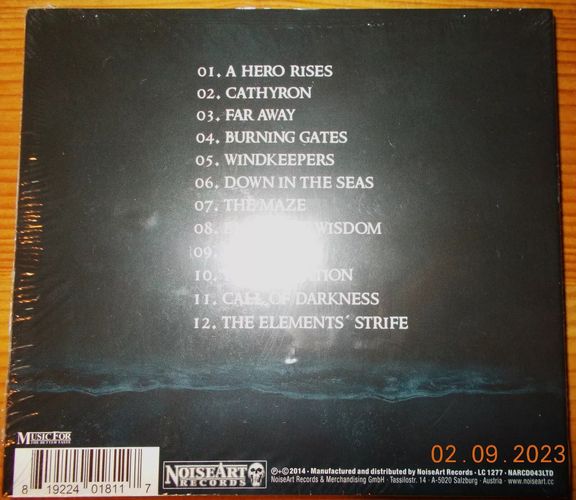 01. A HERO RISES
02. CATHYRON
03. FAR AWAY
04. BURNING GATES
05. WINDKEEPERS
06. DOWN IN THE SEAS
07. THE MAZE
08. WISDOM
09.
10.
11. CALL OF DARKNESS
12. THE ELEMENTS´ STRIFE
MUSIC FOR
02.09.2023
NOISEART
RECORDS
℗+©2014 - Manufactured and distributed by NoiseArt Records - LC 1277 - NARCD043LTD
NoiseArt Records & Merchandising GmbH · Tassilostr. 14 · A-5020 Salzburg · Austria · www.noiseart.cc
8 19224 01811 7